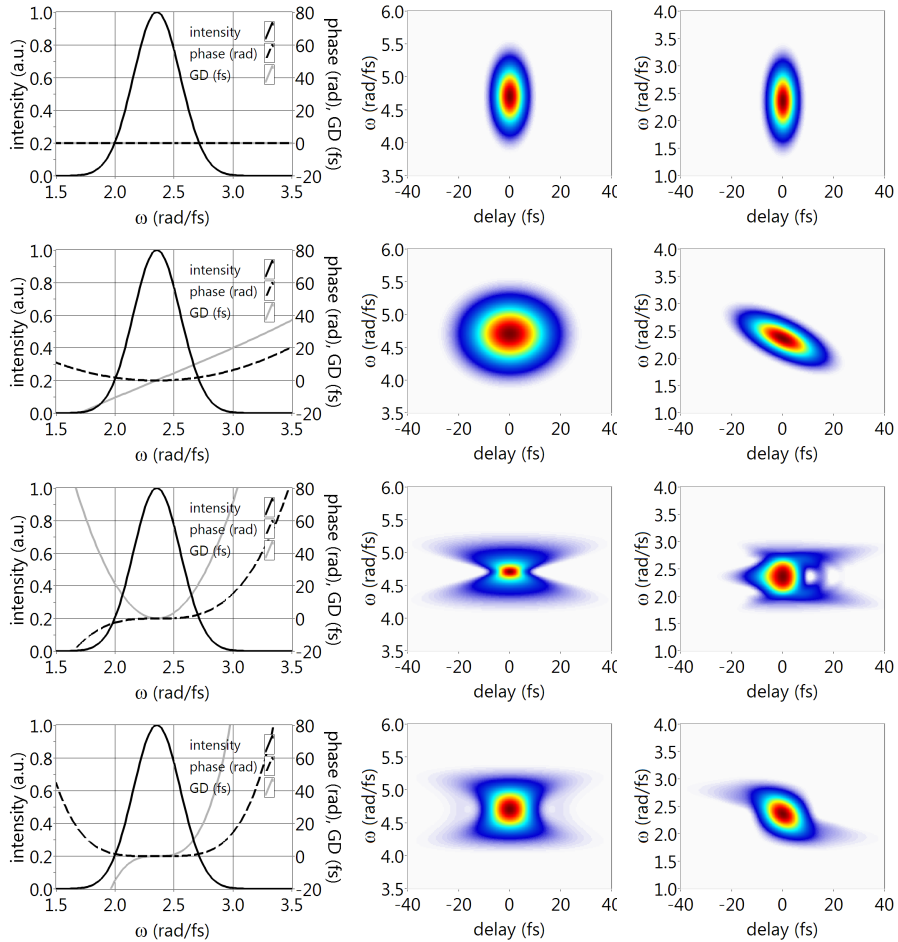 1.0
0.8
0.6
0.4
0.2
0.0
intensity (a.u.)
intensity
phase (rad)
GD (fs)
80
60
40
20
0
-20
phase (rad), GD (fs)
1.5 2.0 2.5 3.0 3.5
ω (rad/fs)
6.0
5.5
5.0
4.5
4.0
3.5
ω (rad/fs)
-40 -20 0 20 40
delay (fs)
4.0
3.5
3.0
2.5
2.0
1.5
1.0
ω (rad/fs)
-40 -20 0 20 40
delay (fs)
1.0
0.8
0.6
0.4
0.2
0.0
intensity (a.u.)
intensity
phase (rad)
GD (fs)
80
60
40
20
0
-20
phase (rad), GD (fs)
1.5 2.0 2.5 3.0 3.5
ω (rad/fs)
6.0
5.5
5.0
4.5
4.0
3.5
ω (rad/fs)
-40 -20 0 20 40
delay (fs)
4.0
3.5
3.0
2.5
2.0
1.5
1.0
ω (rad/fs)
-40 -20 0 20 40
delay (fs)
1.0
0.8
0.6
0.4
0.2
0.0
intensity (a.u.)
intensity
phase (rad)
GD (fs)
80
60
40
20
0
-20
phase (rad), GD (fs)
1.5 2.0 2.5 3.0 3.5
ω (rad/fs)
6.0
5.5
5.0
4.5
4.0
3.5
ω (rad/fs)
-40 -20 0 20 40
delay (fs)
4.0
3.5
3.0
2.5
2.0
1.5
1.0
ω (rad/fs)
-40 -20 0 20 40
delay (fs)
1.0
0.8
0.6
0.4
0.2
0.0
intensity (a.u.)
intensity
phase (rad)
GD (fs)
80
60
40
20
0
-20
phase (rad), GD (fs)
1.5 2.0 2.5 3.0 3.5
ω (rad/fs)
6.0
5.5
5.0
4.5
4.0
3.5
ω (rad/fs)
-40 -20 0 20 40
delay (fs)
4.0
3.5
3.0
2.5
2.0
1.5
1.0
ω (rad/fs)
-40 -20 0 20 40
delay (fs)